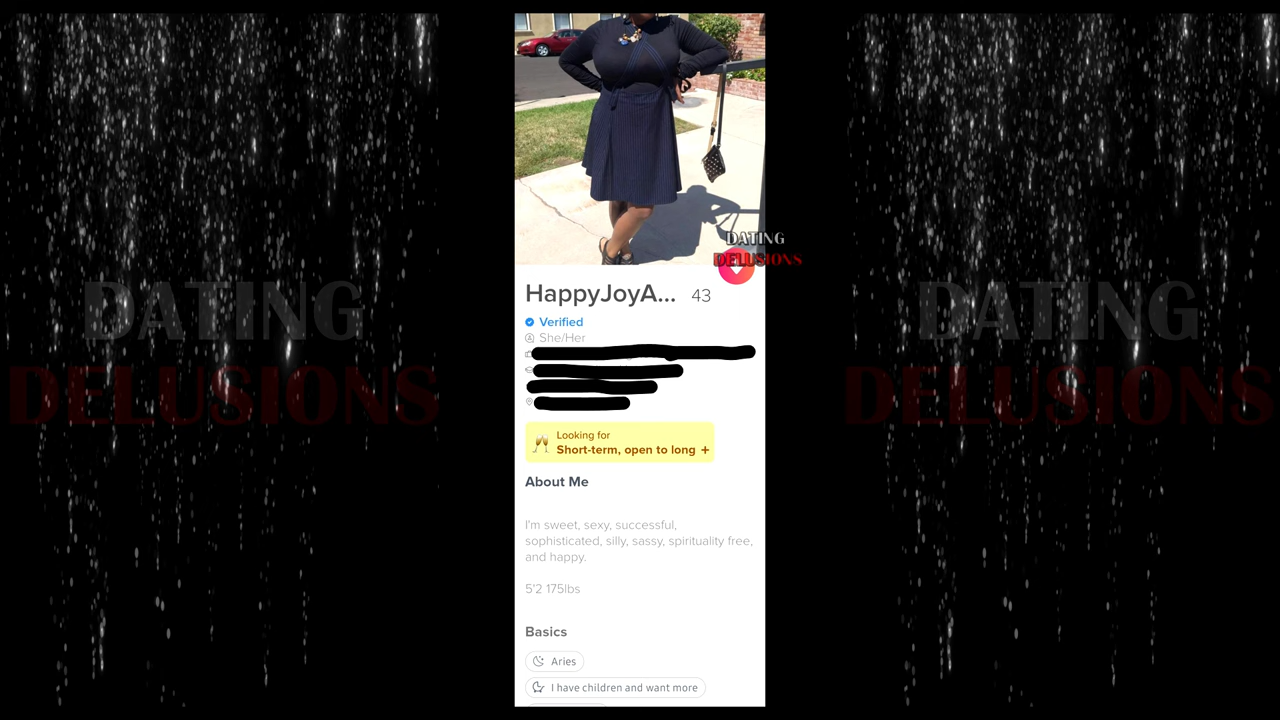 DATING
DELUSIONS
DATING
DELUSIONS
DATING
DELUSIONS
HappyJoyA... 43
Verified
She/Her
Looking for
Short-term, open to long +
About Me
I'm sweet, sexy, successful,
sophisticated, silly, sassy, spirituality free,
and happy.
5'2 175lbs
Basics
Aries
I have children and want more